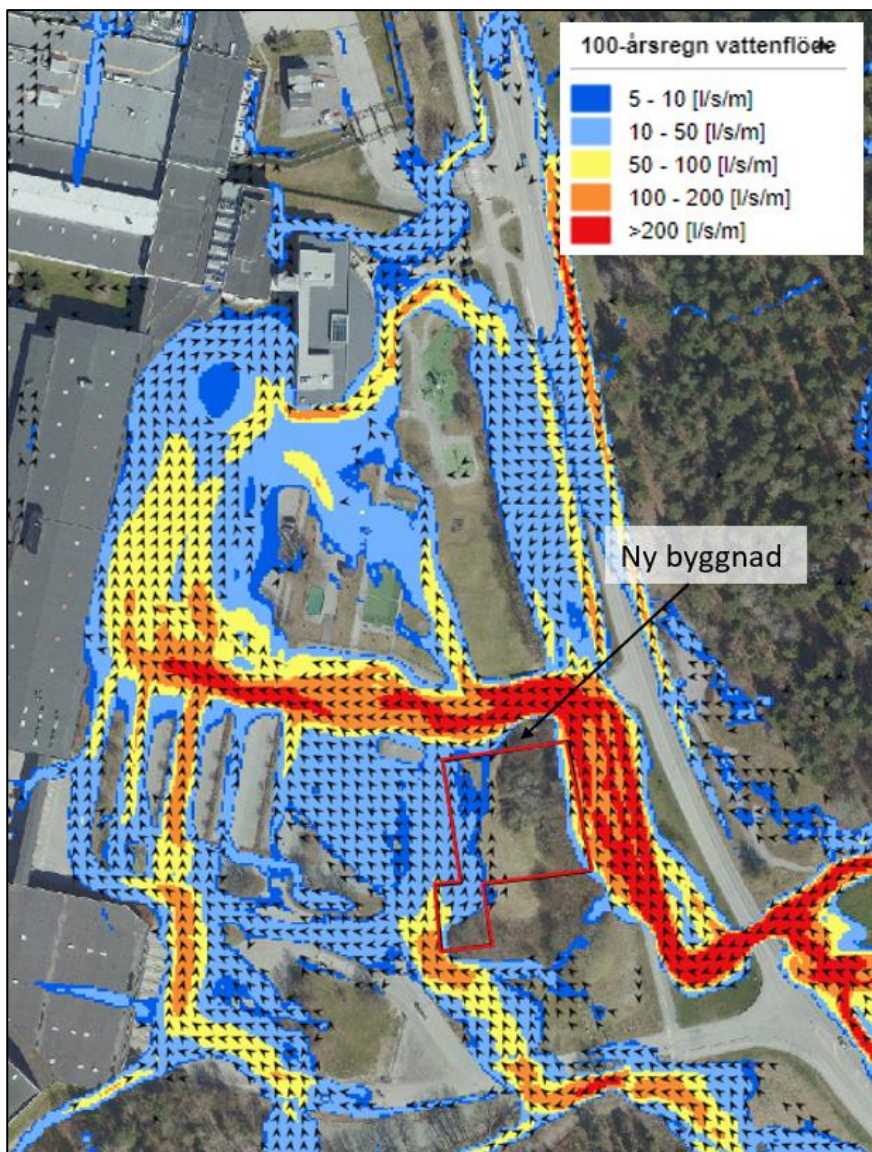 100-årsregn vattenflöde
5 - 10 [l/s/m]
10 - 50 [l/s/m]
50 - 100 [l/s/m]
100 - 200 [l/s/m]
>200 [l/s/m]
Ny byggnad